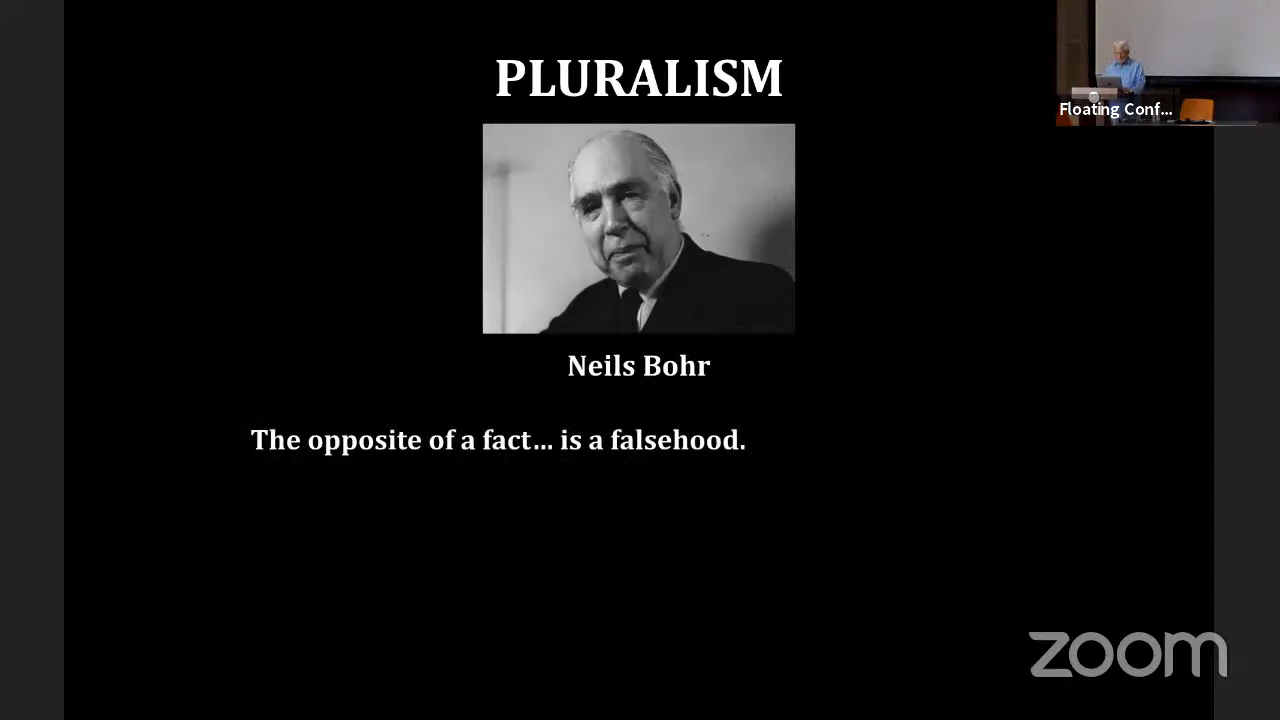 PLURALISM
Floating Conf...
Neils Bohr
The opposite of a fact... is a falsehood.
zoom